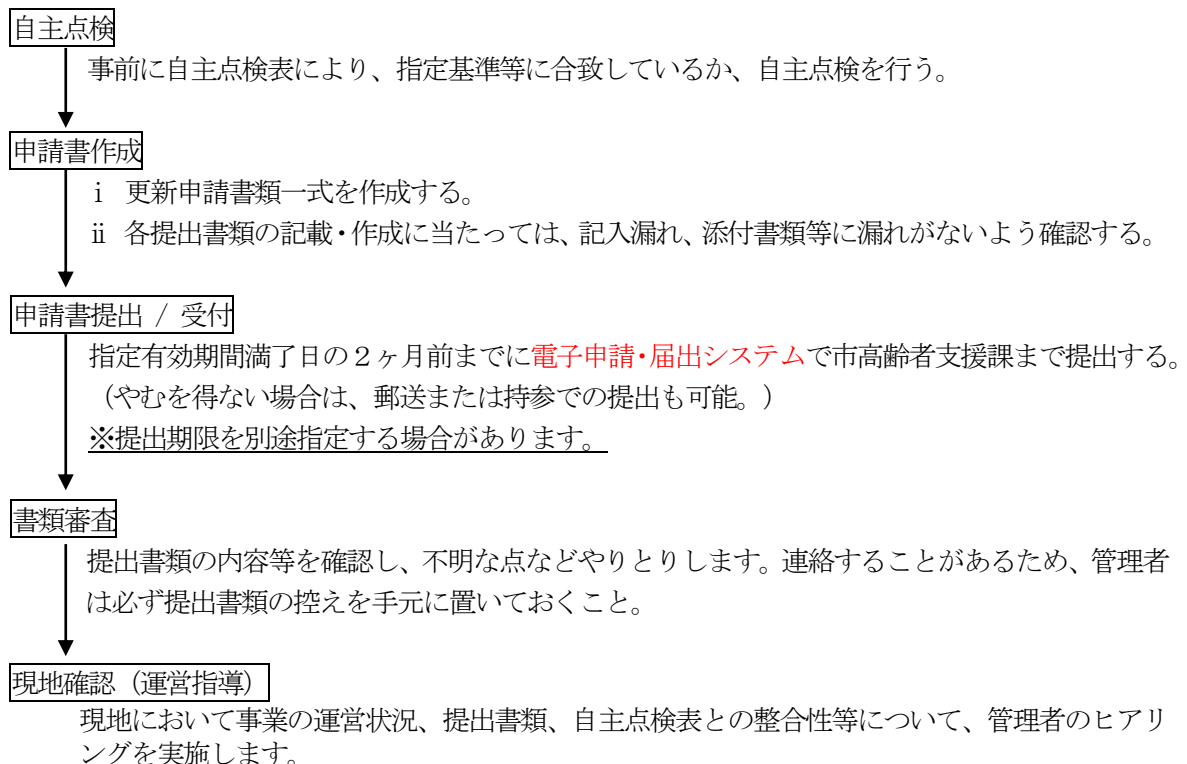 自主点検
事前に自主点検表により、指定基準等に合致しているか、自主点検を行う。
申請書作成
ⅰ 更新申請書類一式を作成する。
ⅱ 各提出書類の記載・作成に当たっては、記入漏れ、添付書類等に漏れがないよう確認する。
申請書提出 / 受付
指定有効期間満了日の２ヶ月前までに電子申請・届出システムで市高齢者支援課まで提出する。
（やむを得ない場合は、郵送または持参での提出も可能。）
※提出期限を別途指定する場合があります。
書類審査
提出書類の内容等を確認し、不明な点などやりとりします。連絡することがあるため、管理者
は必ず提出書類の控えを手元に置いておくこと。
現地確認（運営指導）
現地において事業の運営状況、提出書類、自主点検表との整合性等について、管理者のヒアリ
ングを実施します。